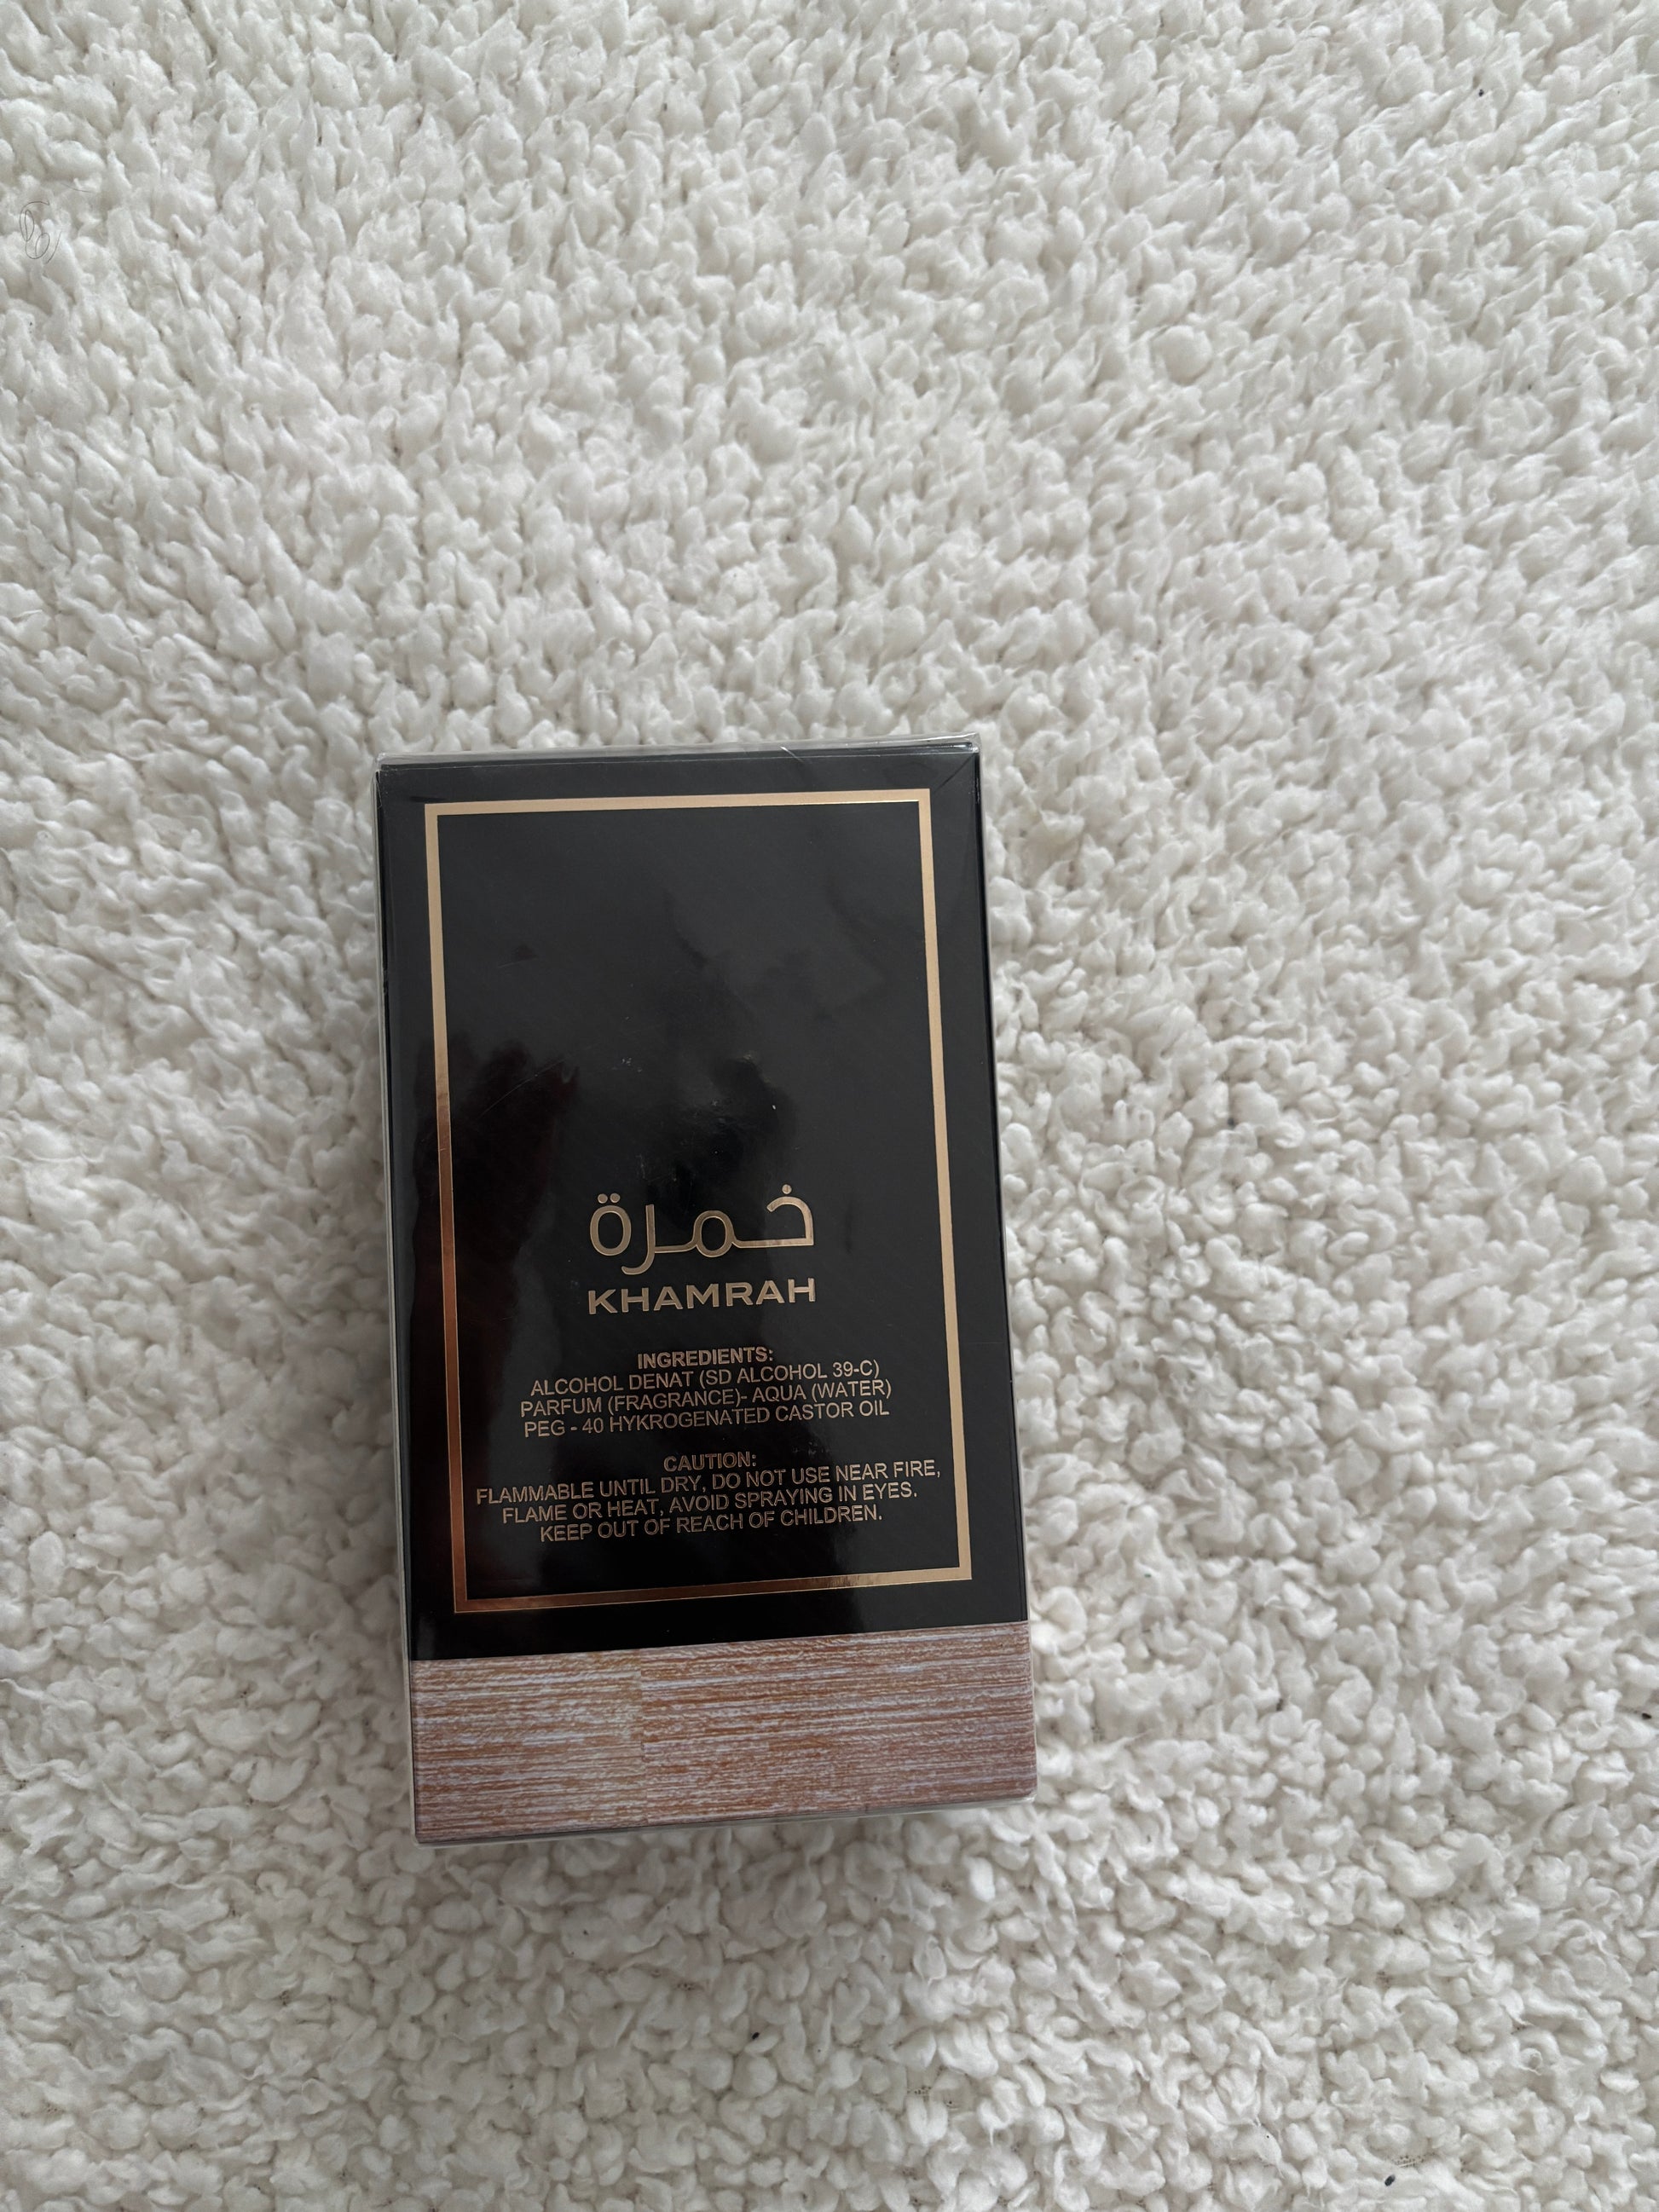 خمرة
KHAMRAH
INGREDIENTS:
ALCOHOL DENAT (SD ALCOHOL 39-C)
PARFUM (FRAGRANCE)- AQUA (WATER)
PEG - 40 HYKROGENATED CASTOR OIL
CAUTION:
FLAMMABLE UNTIL DRY, DO NOT USE NEAR FIRE,
FLAME OR HEAT, AVOID SPRAYING IN EYES.
KEEP OUT OF REACH OF CHILDREN.